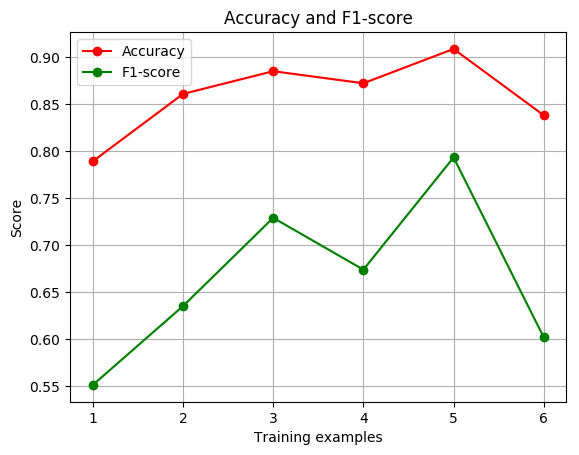 Accuracy and F1-score
Accuracy
F1-score
0.90
0.85
0.80
0.75
0.70
0.65
0.60
0.55
Score
1 2 3 4 5 6
Training examples